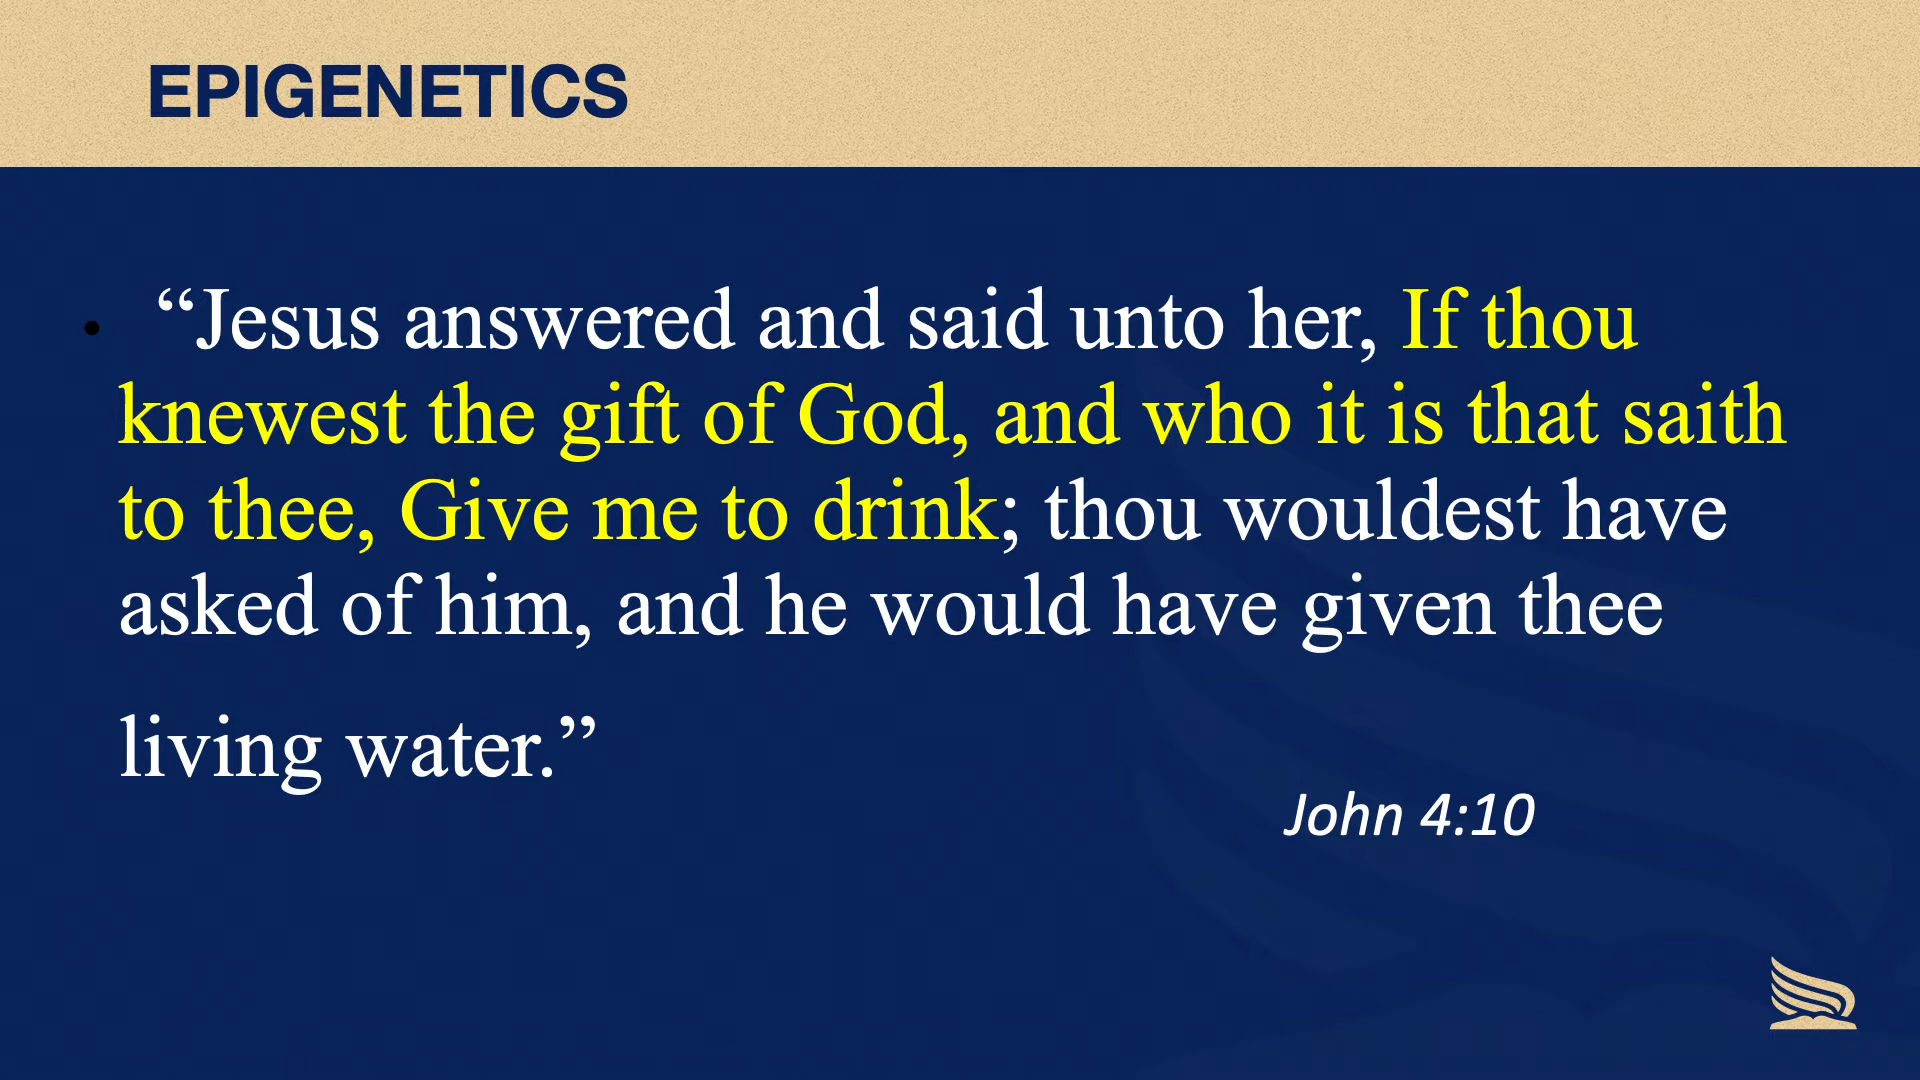 EPIGENETICS
• “Jesus answered and said unto her, If thou
knewest the gift of God, and who it is that saith
to thee, Give me to drink; thou wouldest have
asked of him, and he would have given thee
living water.”
John 4:10